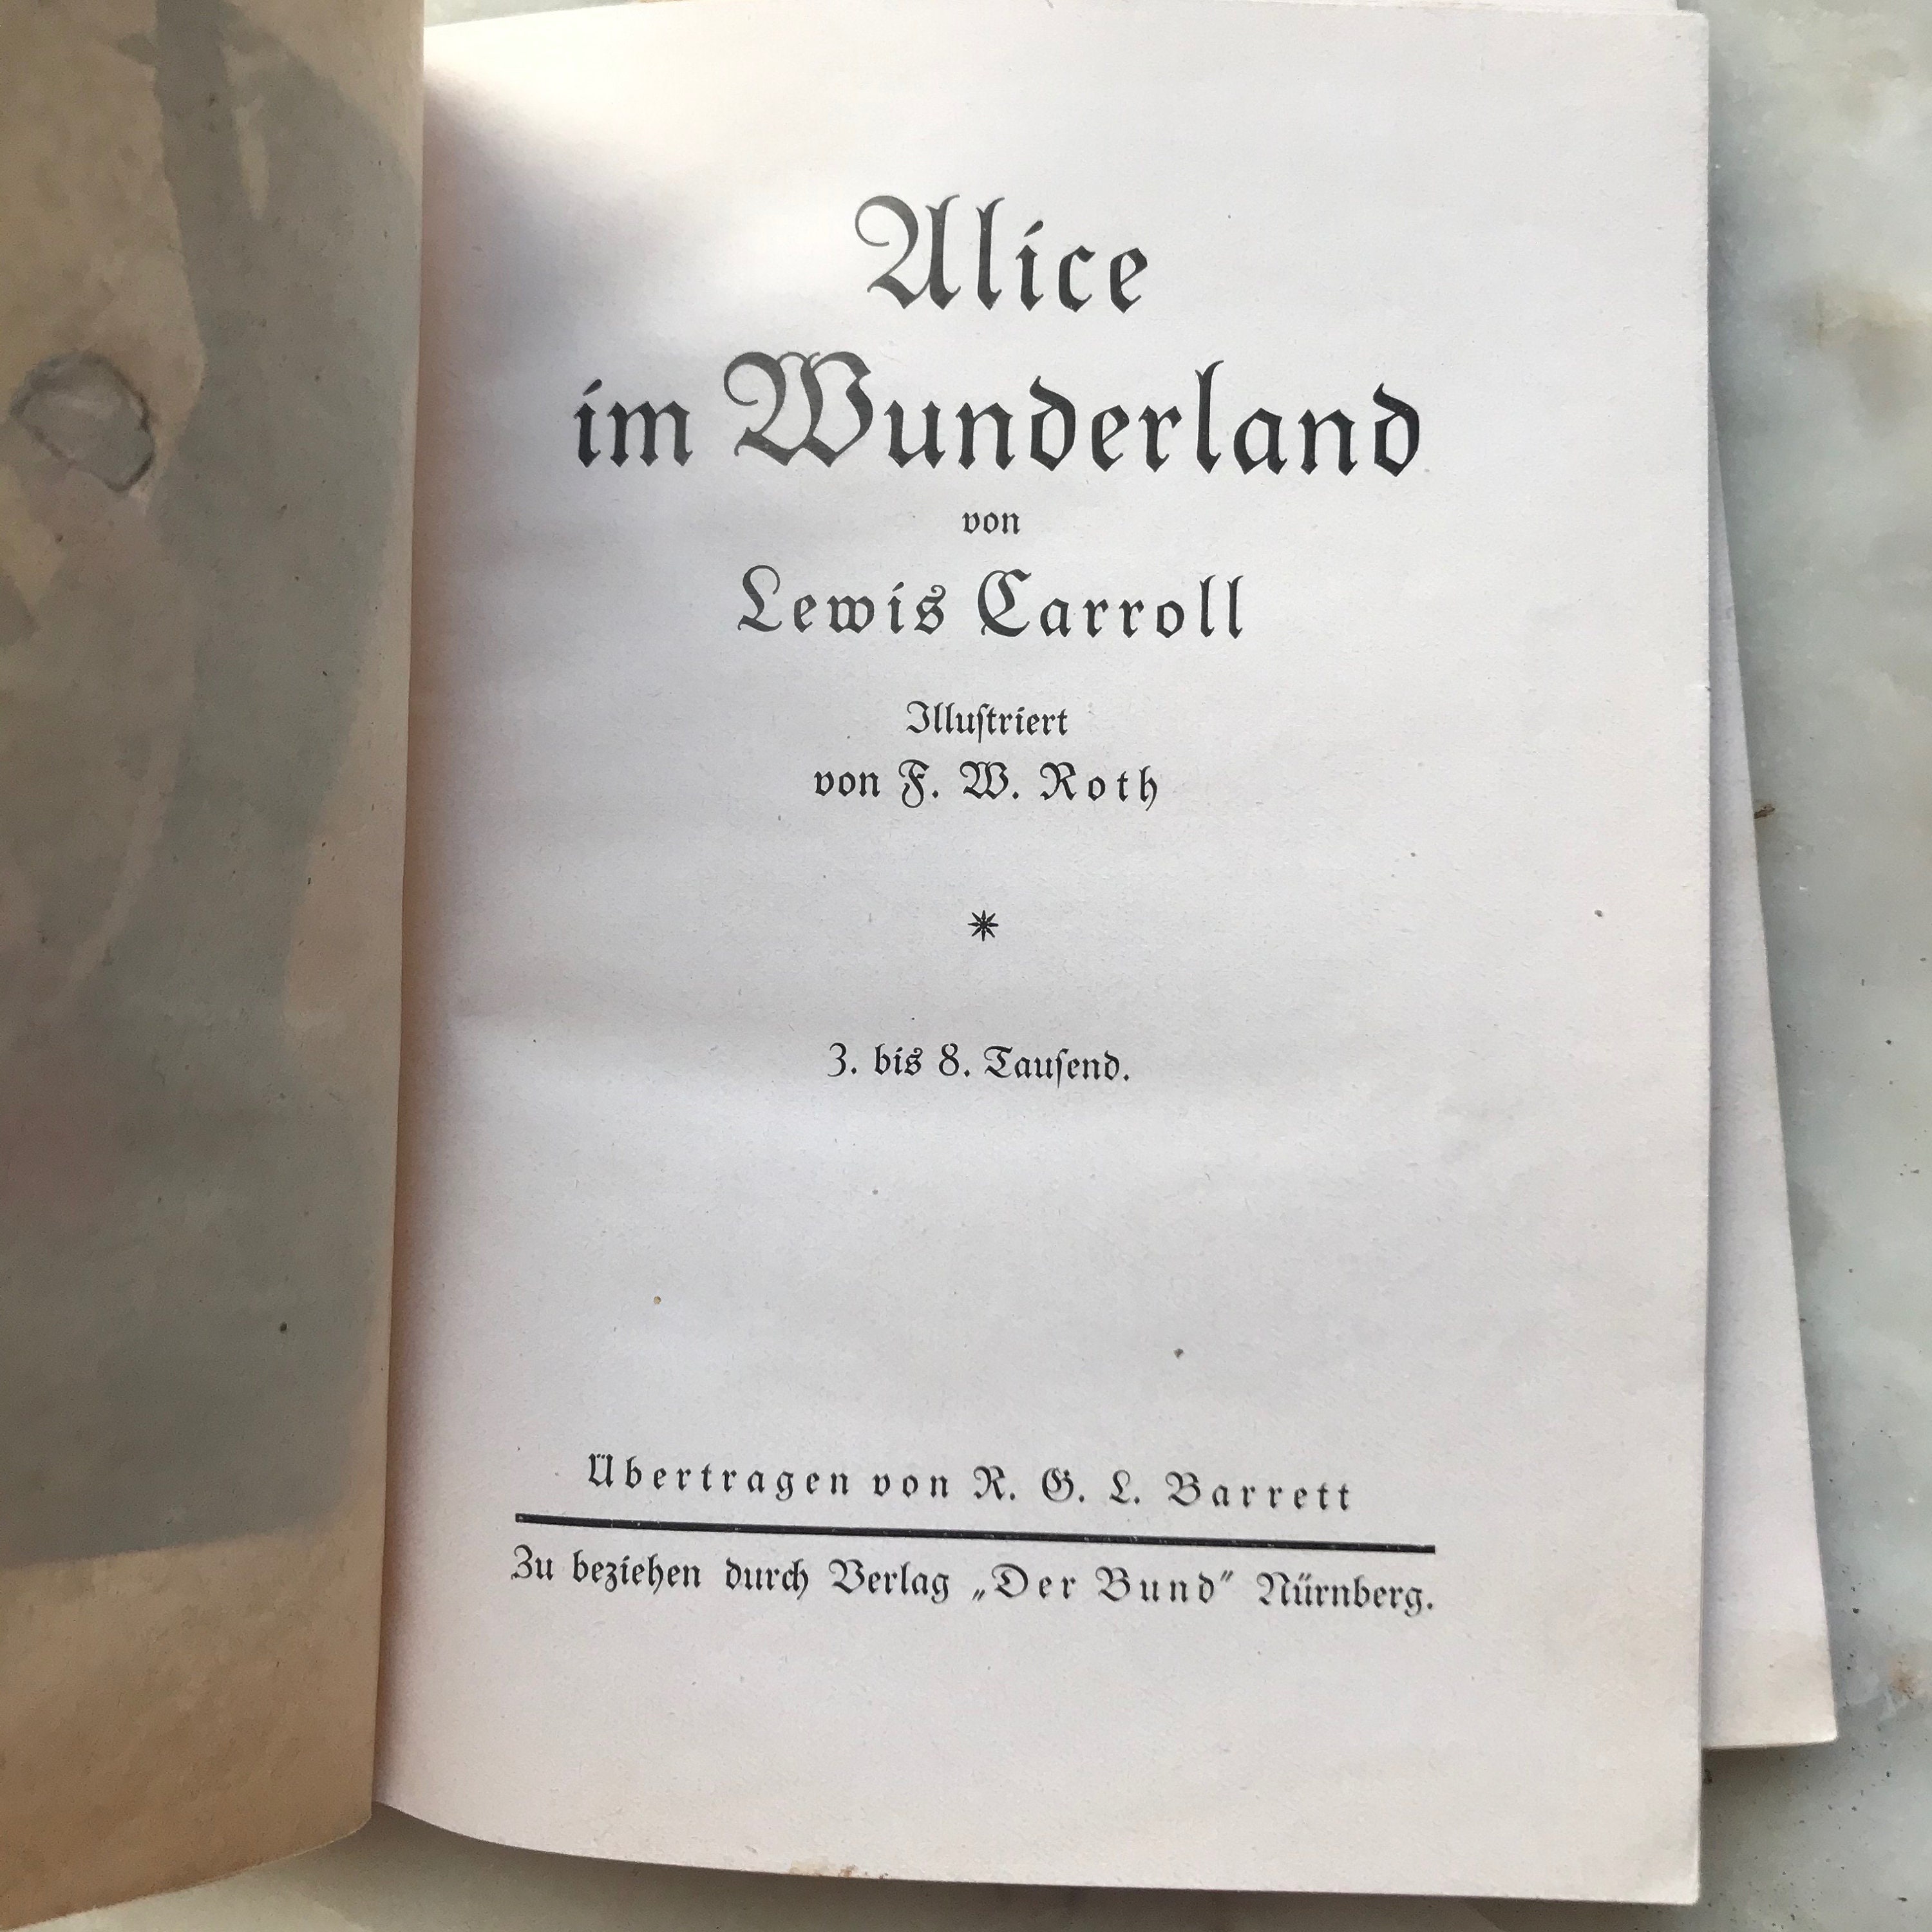 Alice
im Wunderland
von
Lewis Carroll
Illuſtriert
von F. W. Roth
*
3. bis 8. Tauſend.
Übertragen von R. G. L. Barrett
Zu beziehen durch Verlag „Der Bund“ Nürnberg.